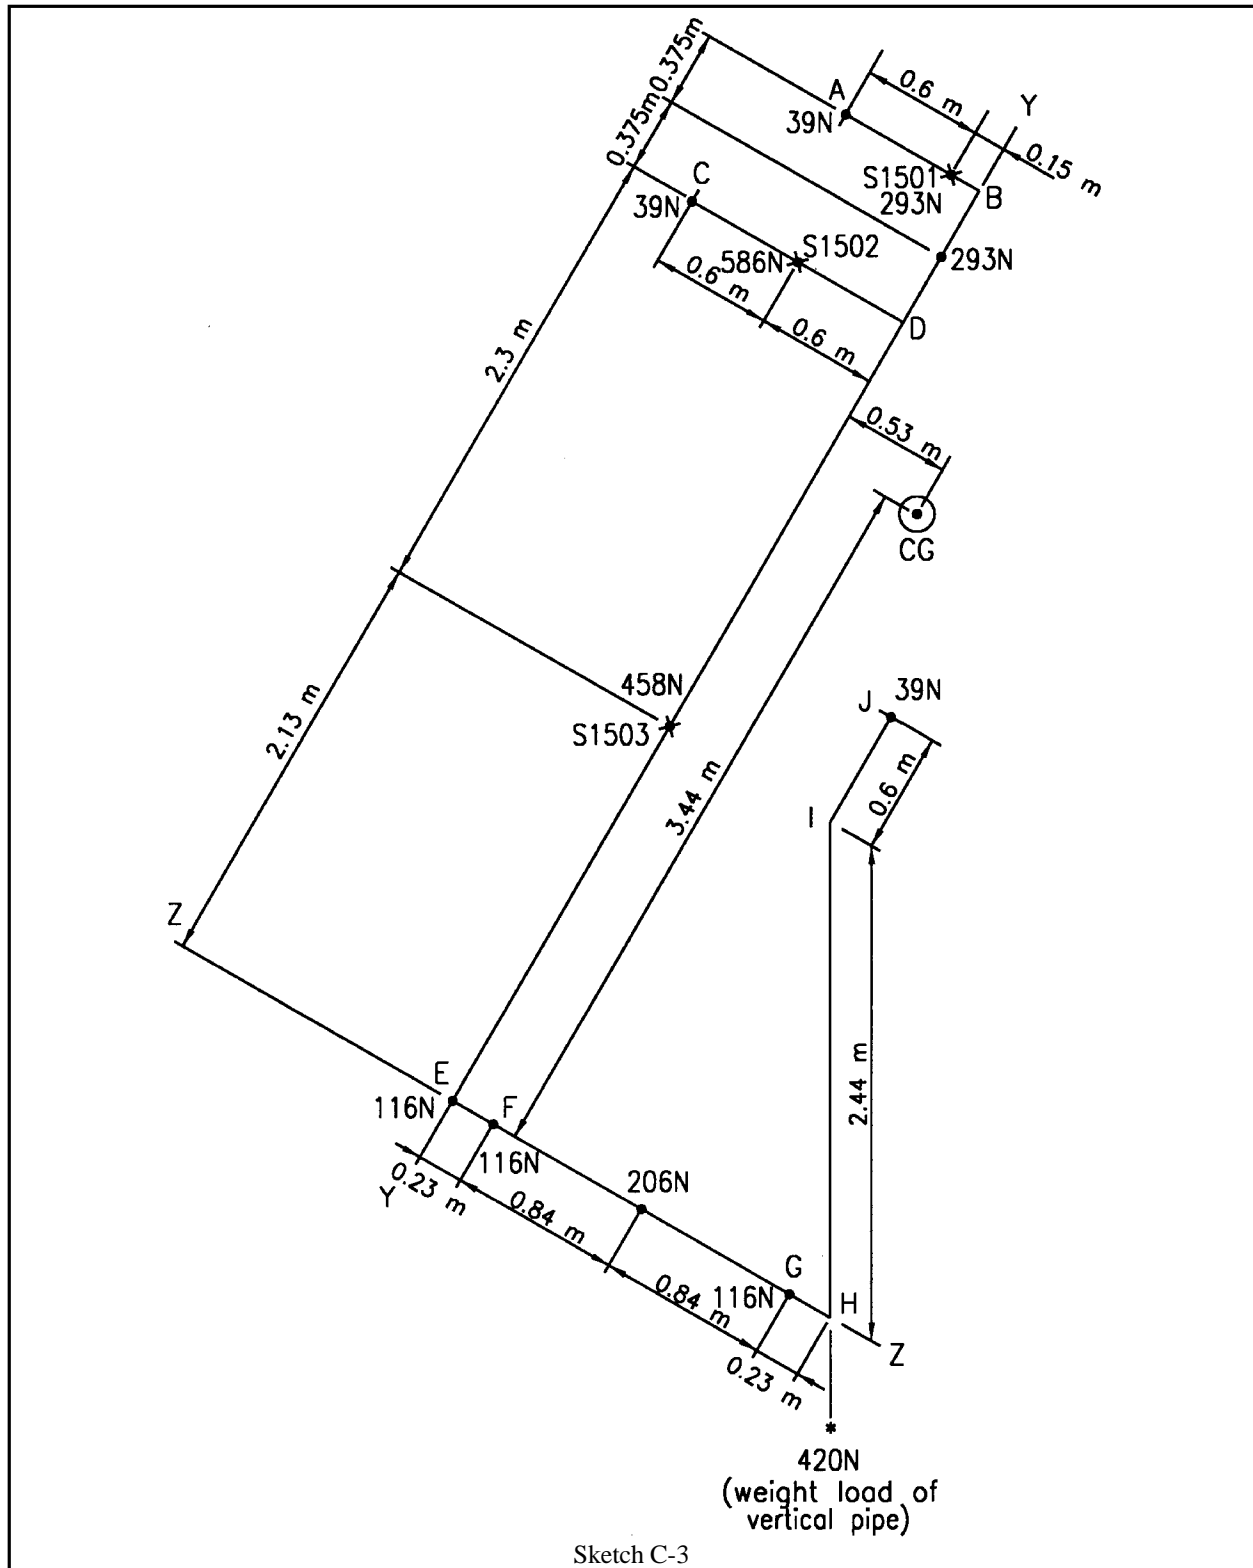 0.375m
0.6 m
A
Y
39N
0.375m
0.15 m
S1501
C
293N
B
39N
S1502
586N
293N
0.6 m
D
0.6 m
2.3 m
0.53 m
CG
458N
J
39N
S1503
2.13 m
3.44 m
0.6 m
I
Z
2.44 m
E
116N
F
116N
0.23 m
Y
206N
0.84 m
G
116N
H
0.84 m
Z
0.23 m
*
420N
(weight load of
vertical pipe)
Sketch C-3